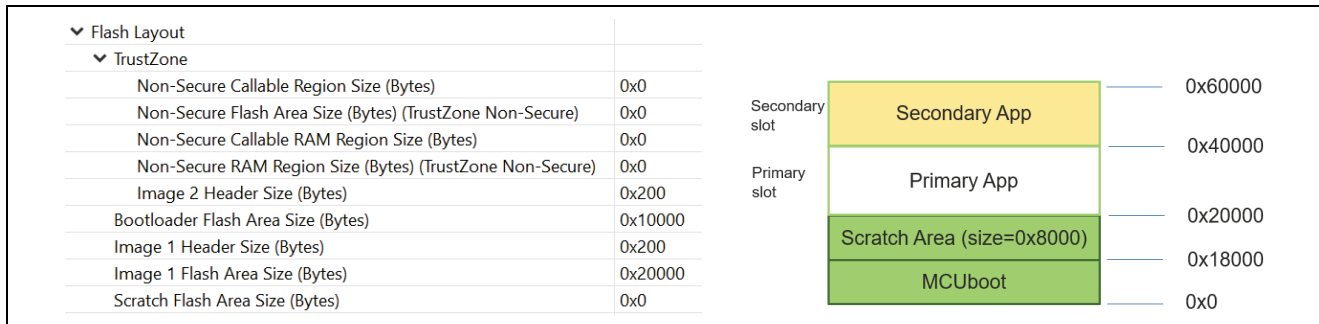 Flash Layout
TrustZone
Non-Secure Callable Region Size (Bytes) 0x0
Non-Secure Flash Area Size (Bytes) (TrustZone Non-Secure) 0x0
Non-Secure Callable RAM Region Size (Bytes) 0x0
Non-Secure RAM Region Size (Bytes) (TrustZone Non-Secure) 0x0
Image 2 Header Size (Bytes) 0x200
Bootloader Flash Area Size (Bytes) 0x10000
Image 1 Header Size (Bytes) 0x200
Image 1 Flash Area Size (Bytes) 0x20000
Scratch Flash Area Size (Bytes) 0x0
0x60000
Secondary
slot
Secondary App
0x40000
Primary
slot
Primary App
0x20000
Scratch Area (size=0x8000)
0x18000
MCUboot
0x0